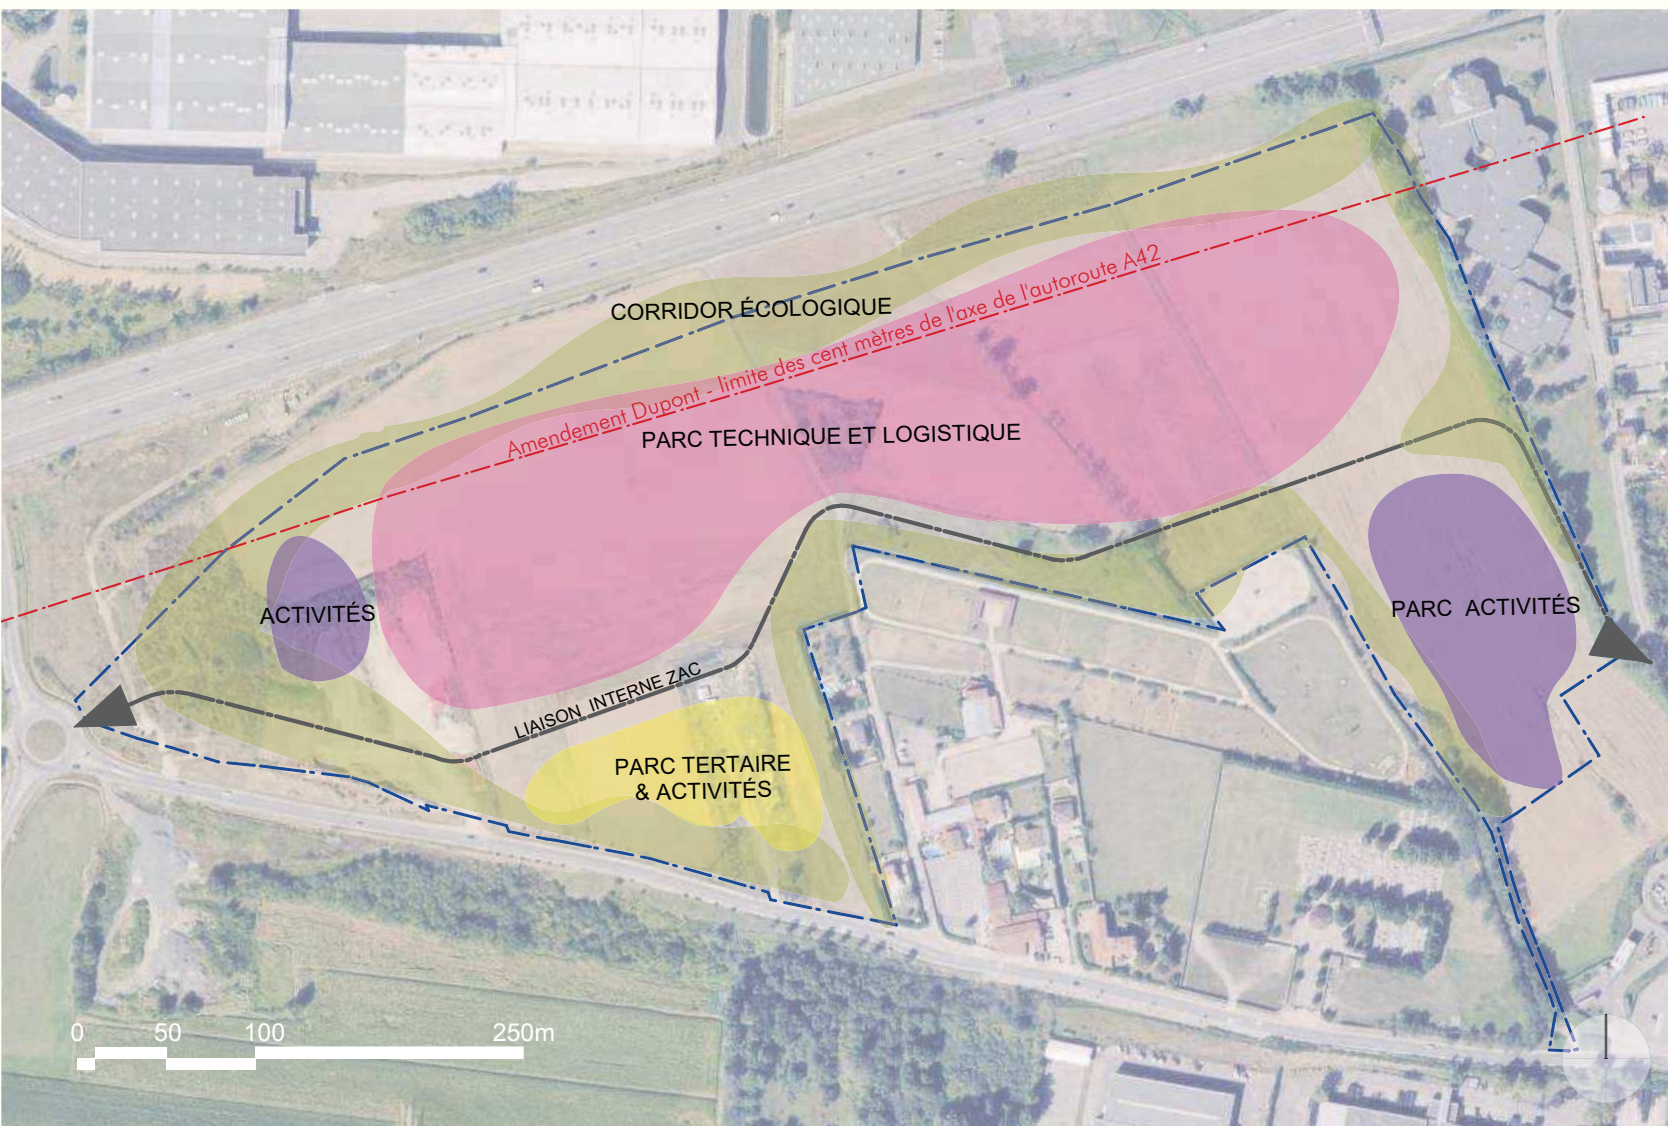 CORRIDOR ÉCOLOGIQUE
Amendement Dupont - limite des cent mètres de l'axe de l'autoroute A42
PARC TECHNIQUE ET LOGISTIQUE
ACTIVITÉS
PARC ACTIVITÉS
LIAISON INTERNE ZAC
PARC TERTAIRE
& ACTIVITÉS
0 50 100 250m